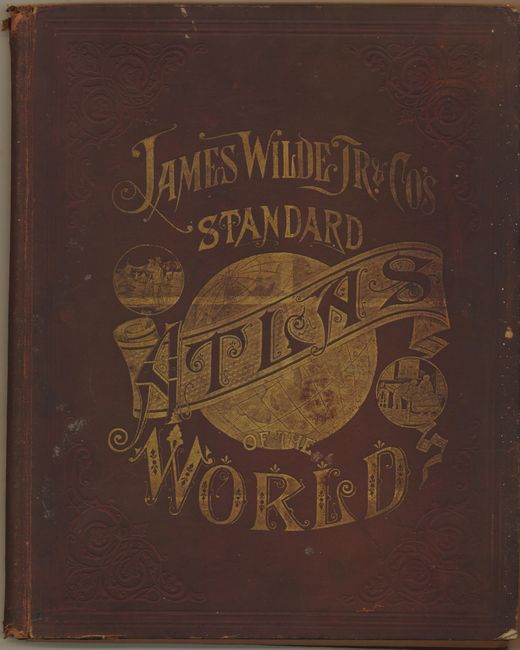 JAMES WILDE JR. & CO'S
STANDARD
ATLAS
OF THE
WORLD